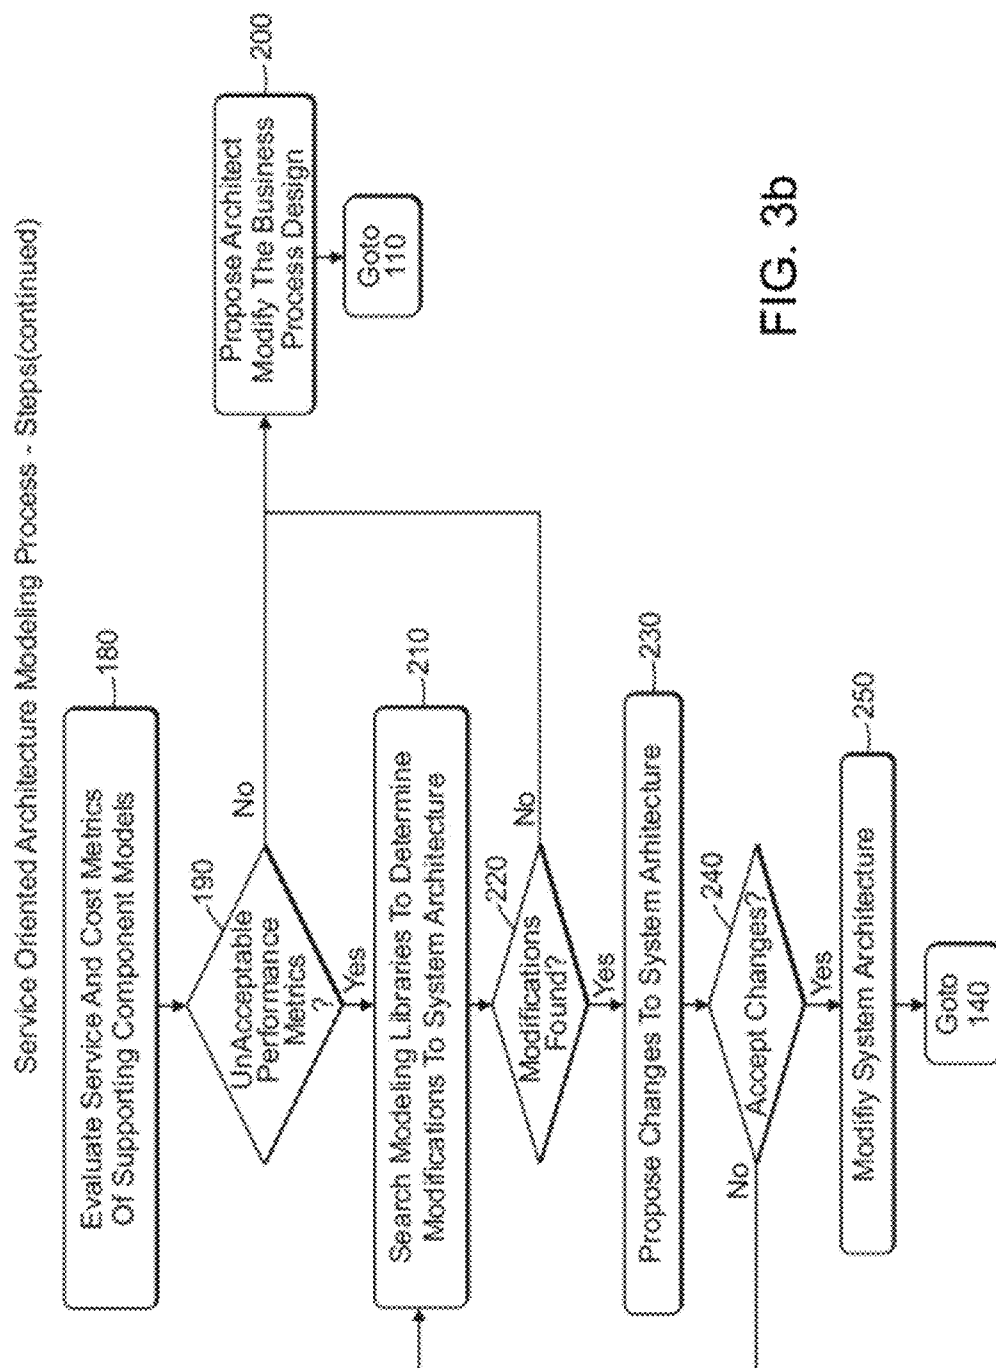 Service Oriented Architecture Modeling Process - Steps(continued)
Evaluate Service And Cost Metrics
Of Supporting Component Models
180
190
UnAcceptable
Performance
Metrics
?
No
Yes
Propose Architect
Modify The Business
Process Design
200
Goto
110
Search Modeling Libraries To Determine
Modifications To System Architecture
210
220
Modifications
Found?
No
Yes
Propose Changes To System Arhitecture
230
240
Accept Changes?
No
Yes
Modifiy System Architecture
250
Goto
140
FIG. 3b